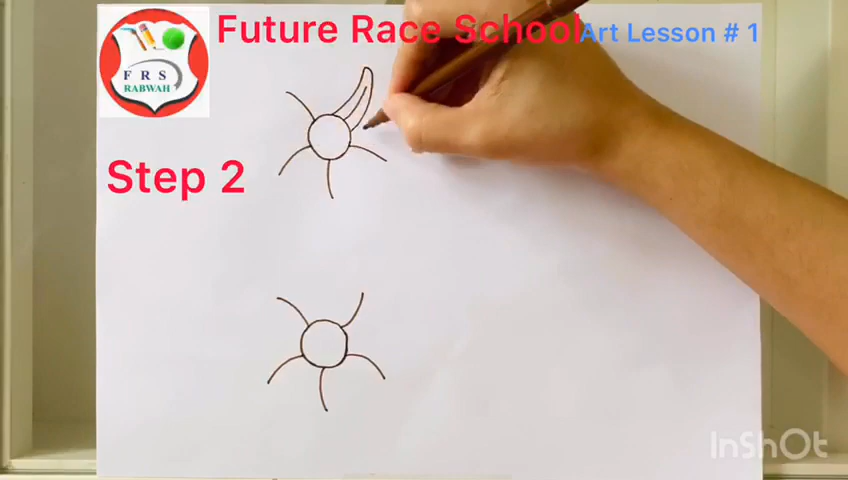 Future Race School
Art Lesson # 1
F R S
RABWAH
Step 2
InShOt